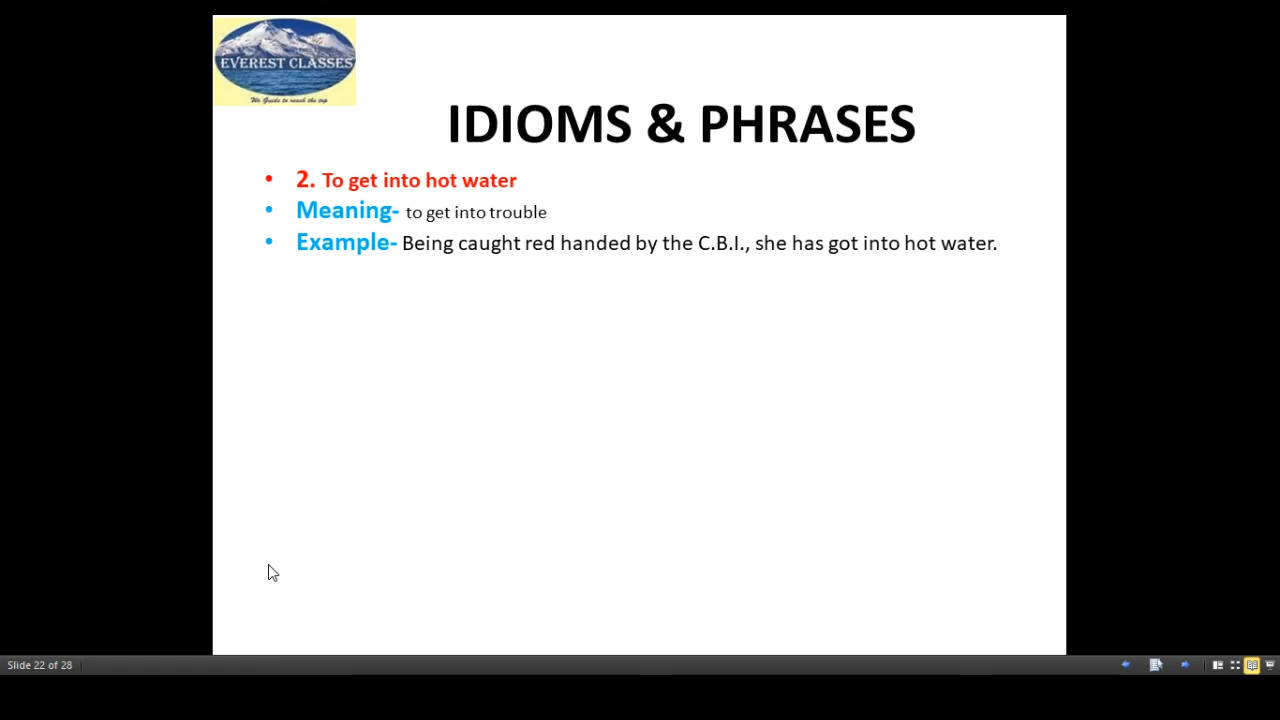 EVEREST CLASSES
We Guide to reach the top
IDIOMS & PHRASES
• 2. To get into hot water
• Meaning- to get into trouble
• Example- Being caught red handed by the C.B.I., she has got into hot water.
Slide 22 of 28